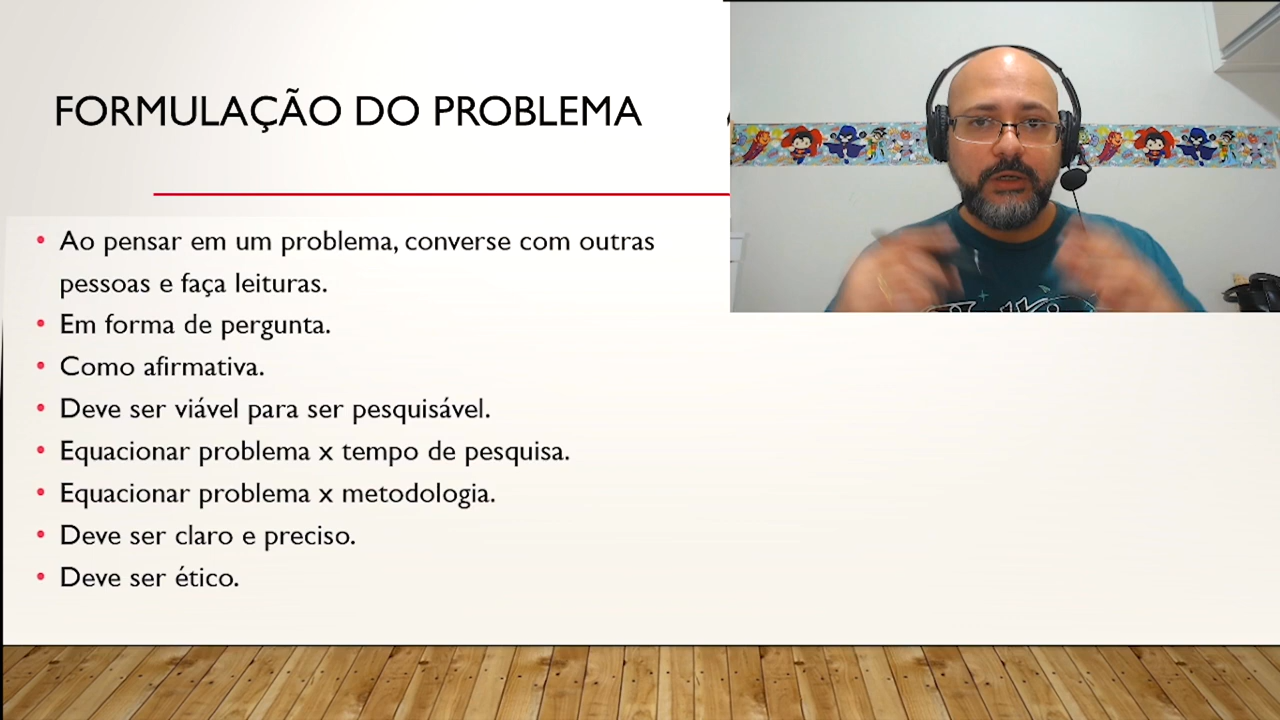 FORMULAÇÃO DO PROBLEMA
• Ao pensar em um problema, converse com outras
pessoas e faça leituras.
• Em forma de pergunta.
• Como afirmativa.
• Deve ser viável para ser pesquisável.
• Equacionar problema x tempo de pesquisa.
• Equacionar problema x metodologia.
• Deve ser claro e preciso.
• Deve ser ético.